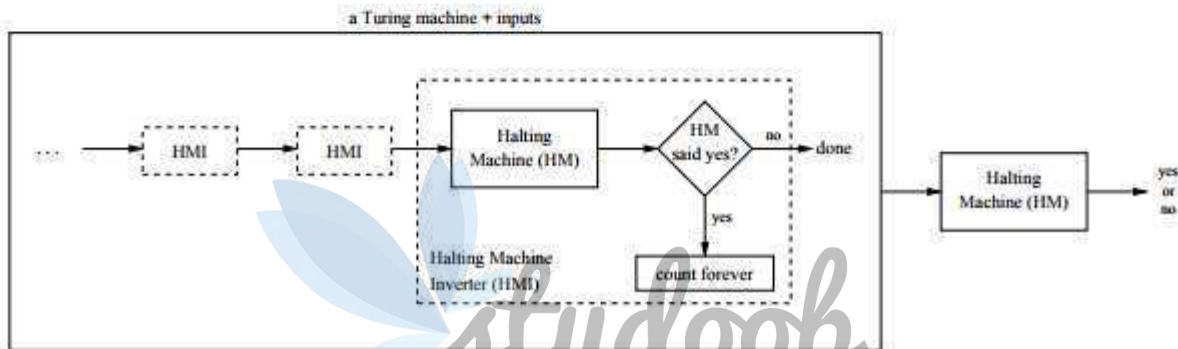 a Turing machine + inputs
...
HMI
HMI
Halting
Machine (HM)
HM
said yes?
no
done
yes
count forever
Halting Machine
Inverter (HMI)
Halting
Machine (HM)
yes
or
no
studook